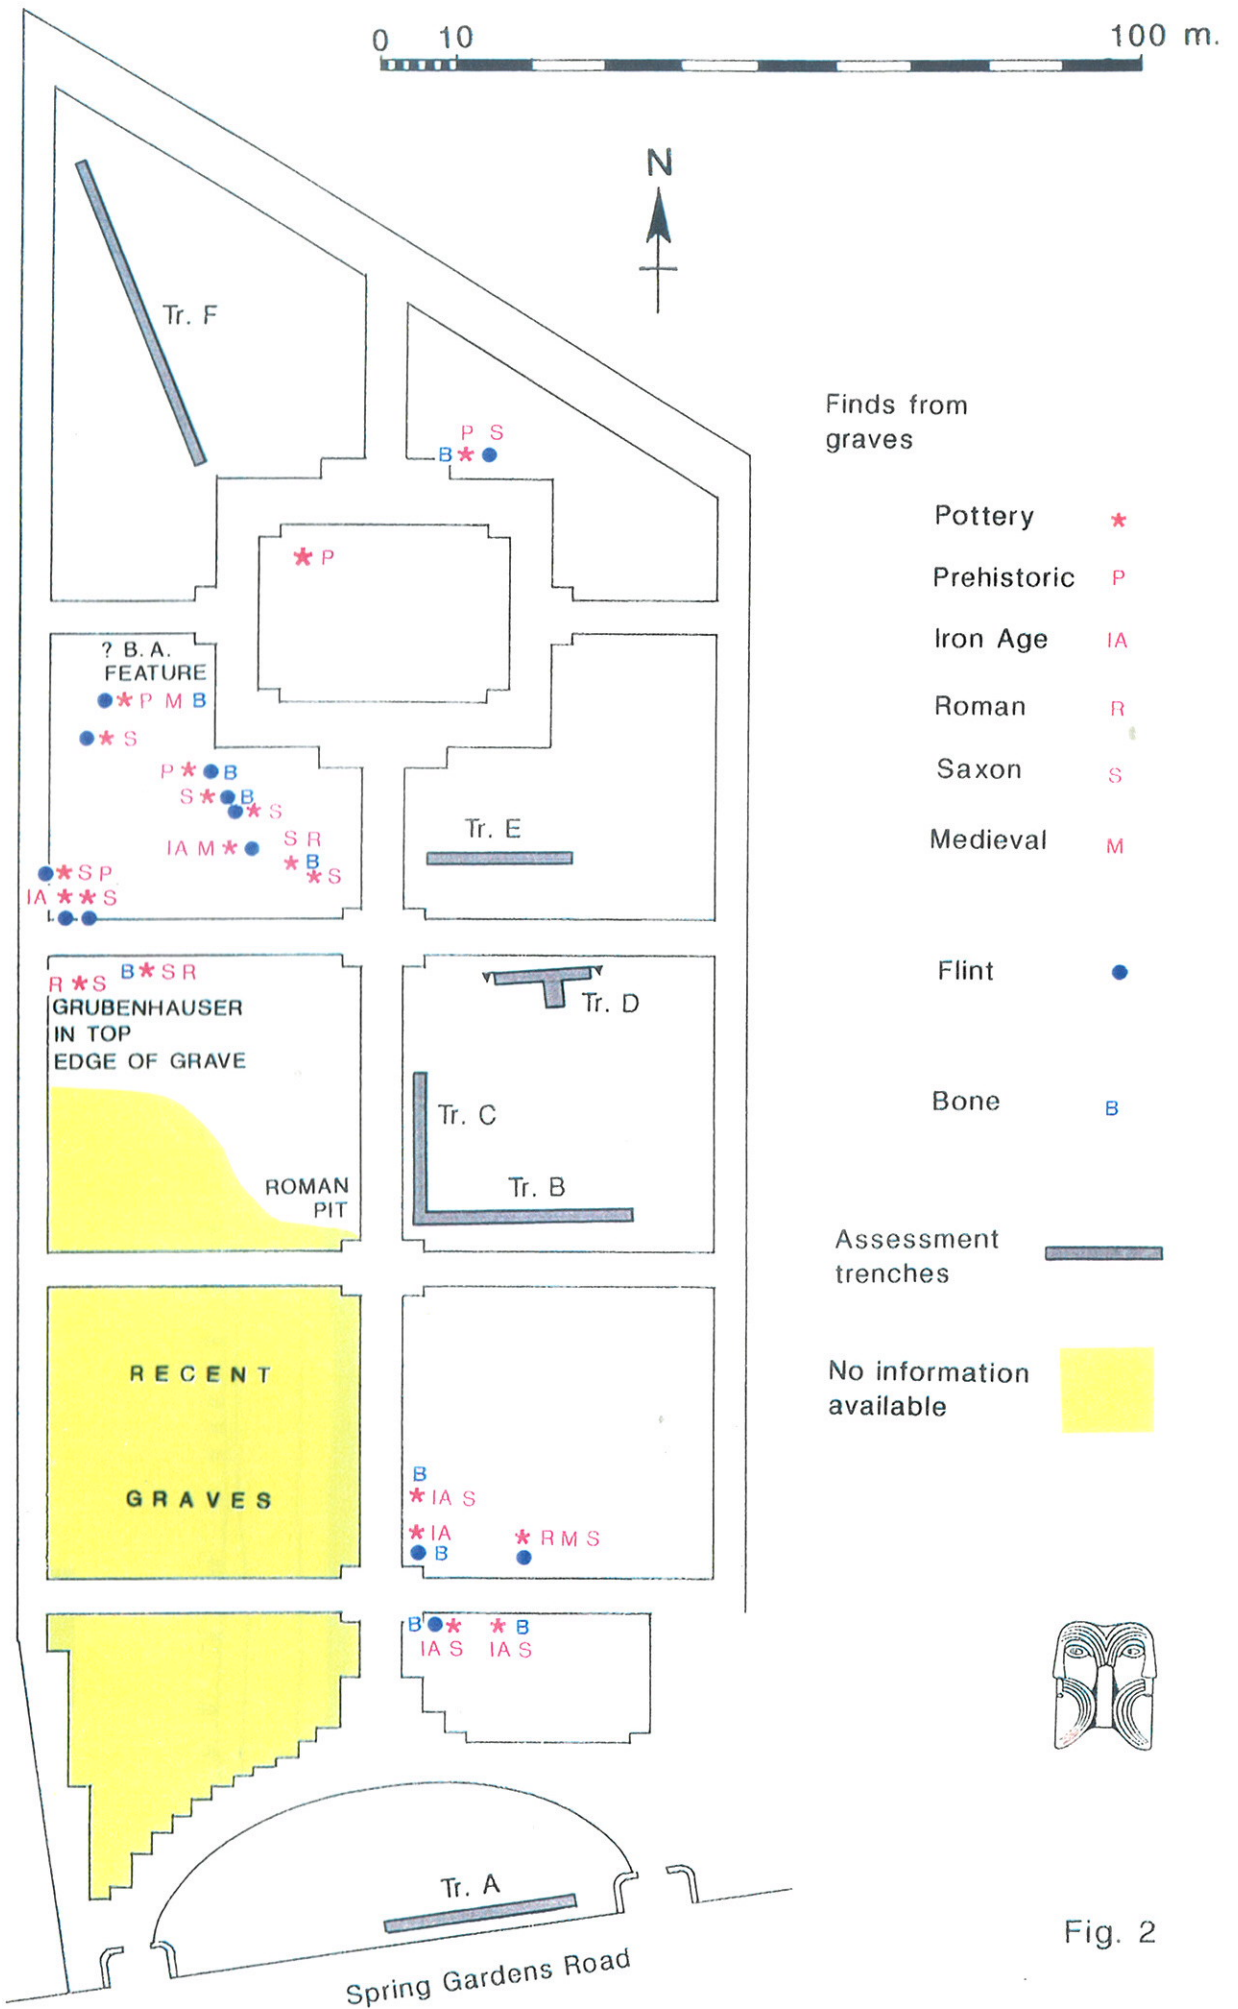 0 10 100 m.
N
Tr. F
Finds from
graves
P S
B * ●
Pottery *
* P
Prehistoric P
? B. A.
FEATURE
Iron Age IA
● * P M B
Roman R
● * S
P * ● B
Saxon S
S * ● B
● * S
Tr. E
S R
IA M * ●
Medieval M
* B
● * S P
* S
IA * * S
● ●
B * S R
Flint ●
R * S
GRUBENHAUSER
IN TOP
EDGE OF GRAVE
Tr. D
Tr. C
Bone B
ROMAN
PIT
Tr. B
Assessment
trenches
RECENT
GRAVES
No information
available
B
* IA S
* IA
● B
* R M S
●
B ● * * B
IA S IA S
Tr. A
Spring Gardens Road
Fig. 2